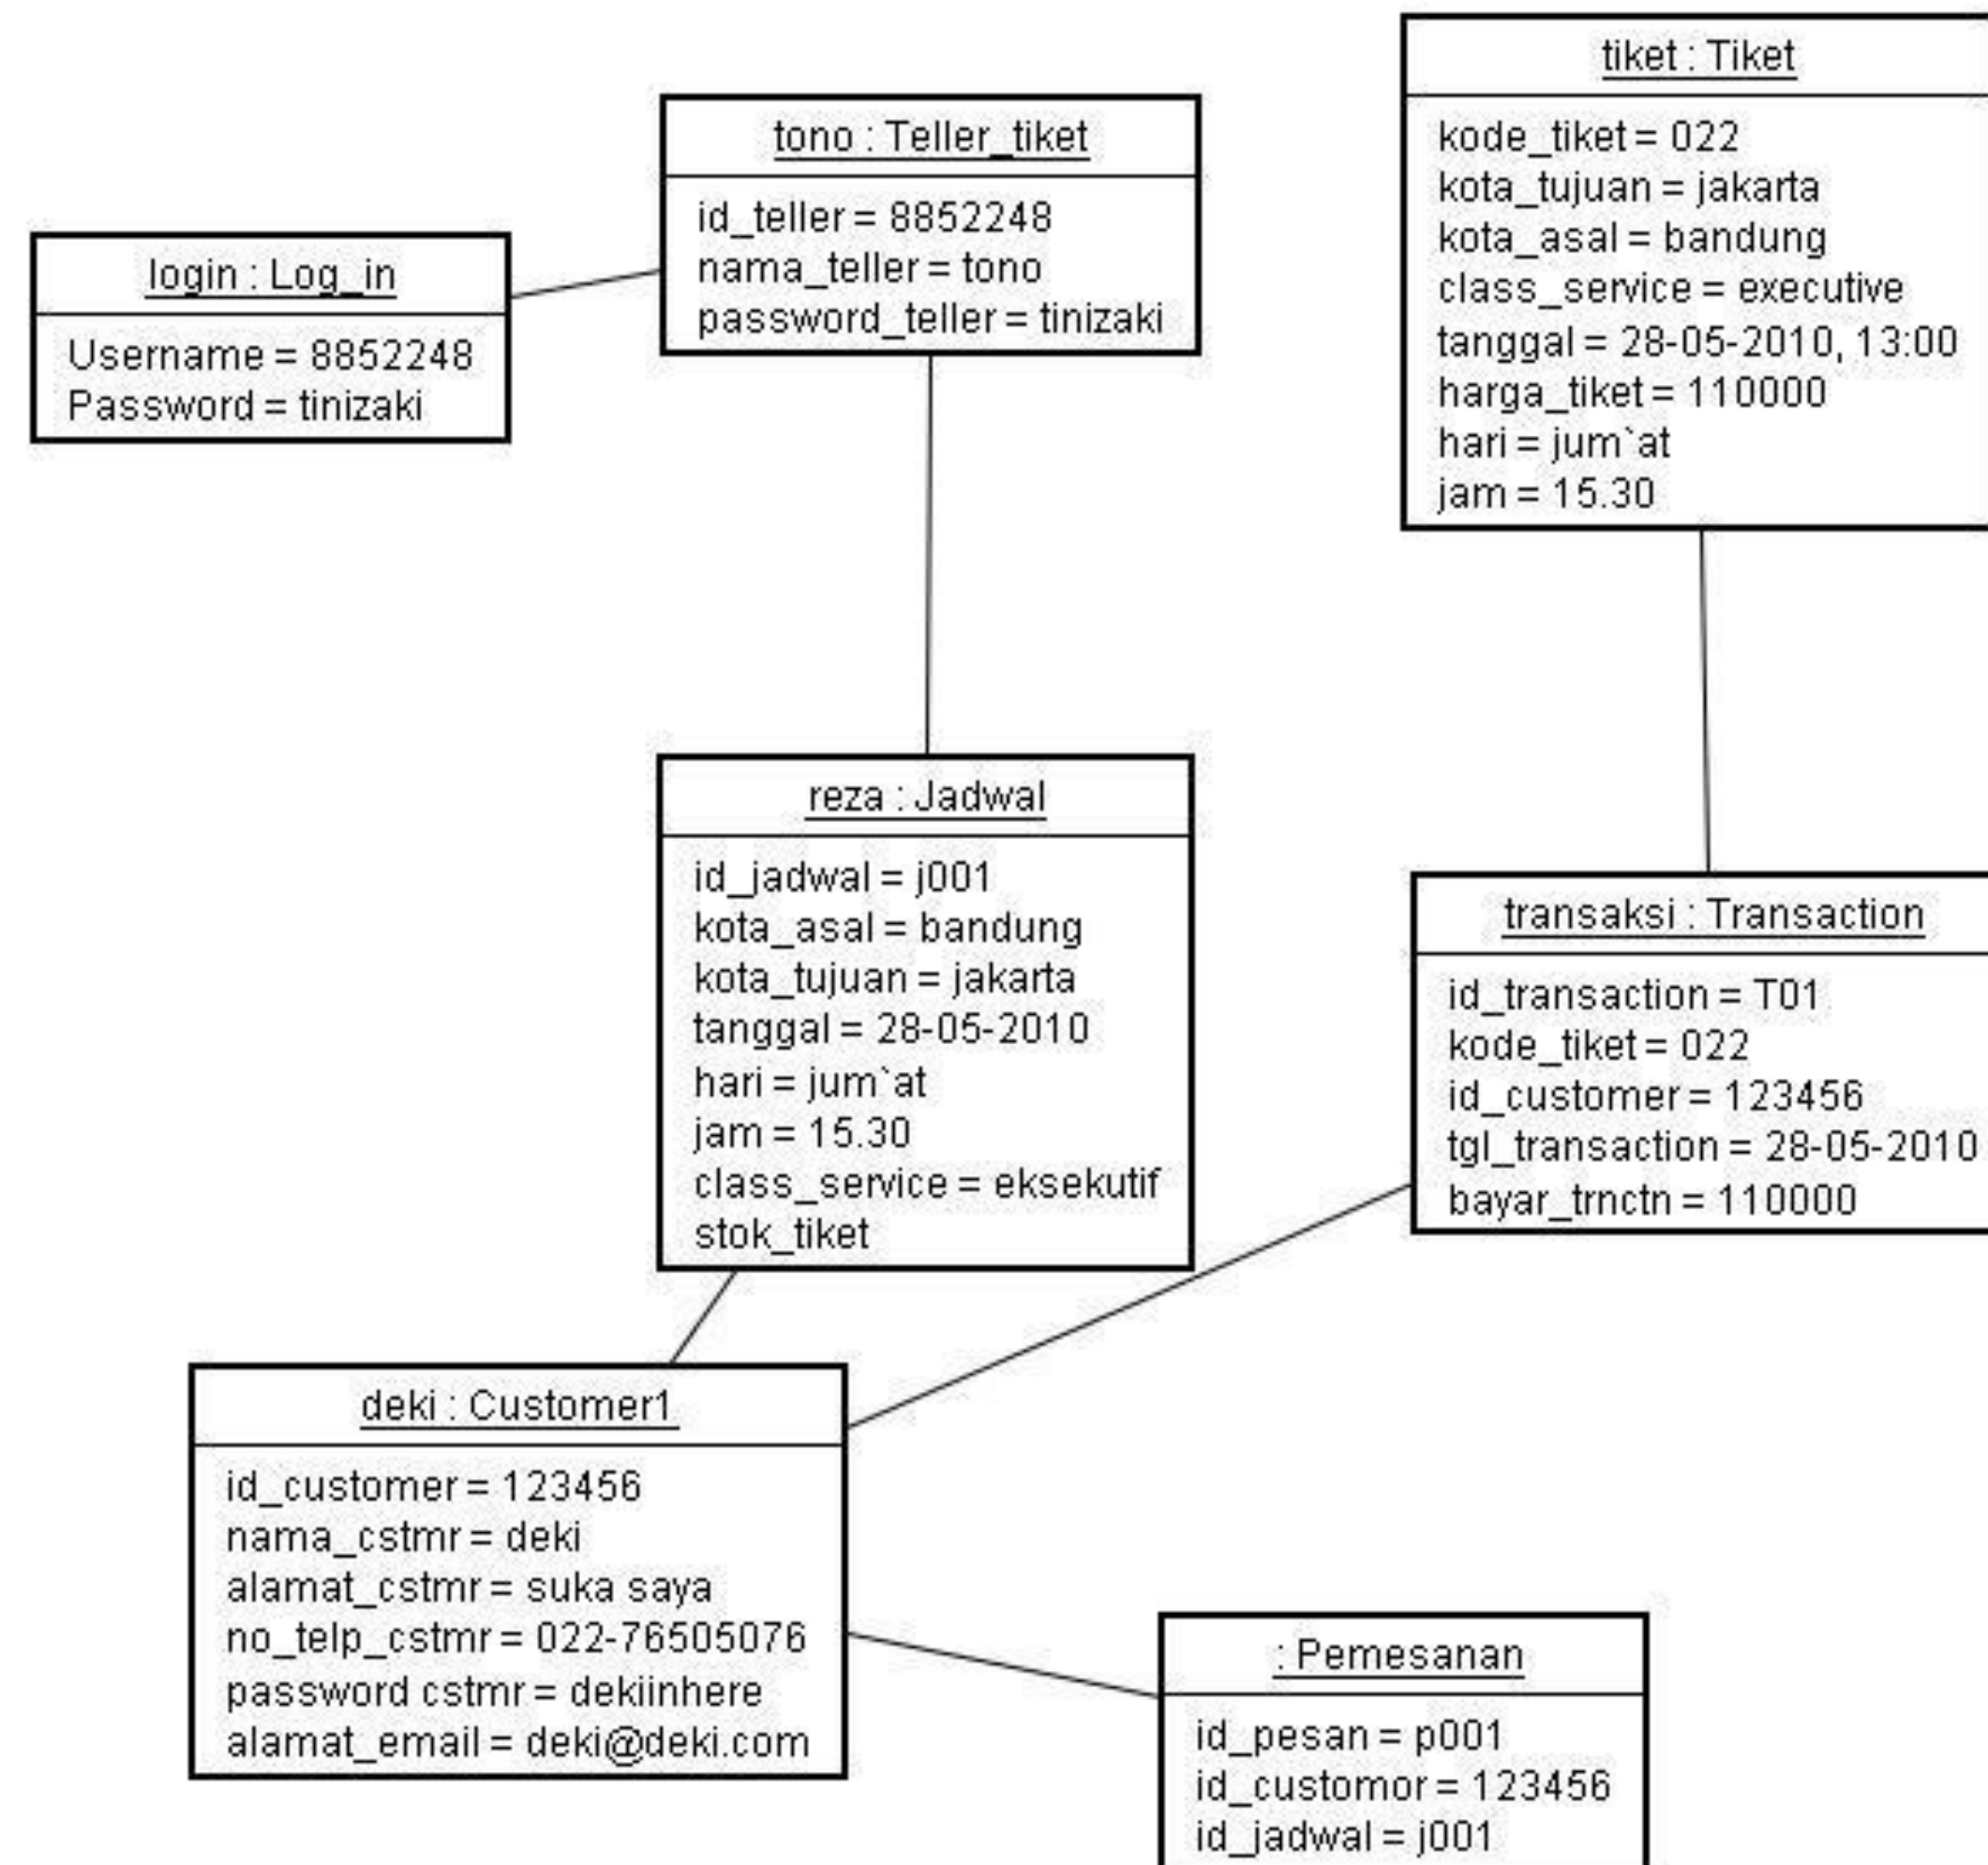 tiket : Tiket
kode_tiket = 022
kota_tujuan = jakarta
kota_asal = bandung
class_service = executive
tanggal = 28-05-2010, 13:00
harga_tiket = 110000
hari = jum`at
jam = 15.30
tono : Teller_tiket
id_teller = 8852248
nama_teller = tono
password_teller = tinizaki
login : Log_in
Username = 8852248
Password = tinizaki
reza : Jadwal
id_jadwal = j001
kota_asal = bandung
kota_tujuan = jakarta
tanggal = 28-05-2010
hari = jum`at
jam = 15.30
class_service = eksekutif
stok_tiket
transaksi : Transaction
id_transaction = T01
kode_tiket = 022
id_customer = 123456
tgl_transaction = 28-05-2010
bayar_trnctn = 110000
deki : Customer1
id_customer = 123456
nama_cstmr = deki
alamat_cstmr = suka saya
no_telp_cstmr = 022-76505076
password cstmr = dekiinhere
alamat_email = deki@deki.com
: Pemesanan
id_pesan = p001
id_customor = 123456
id_jadwal = j001